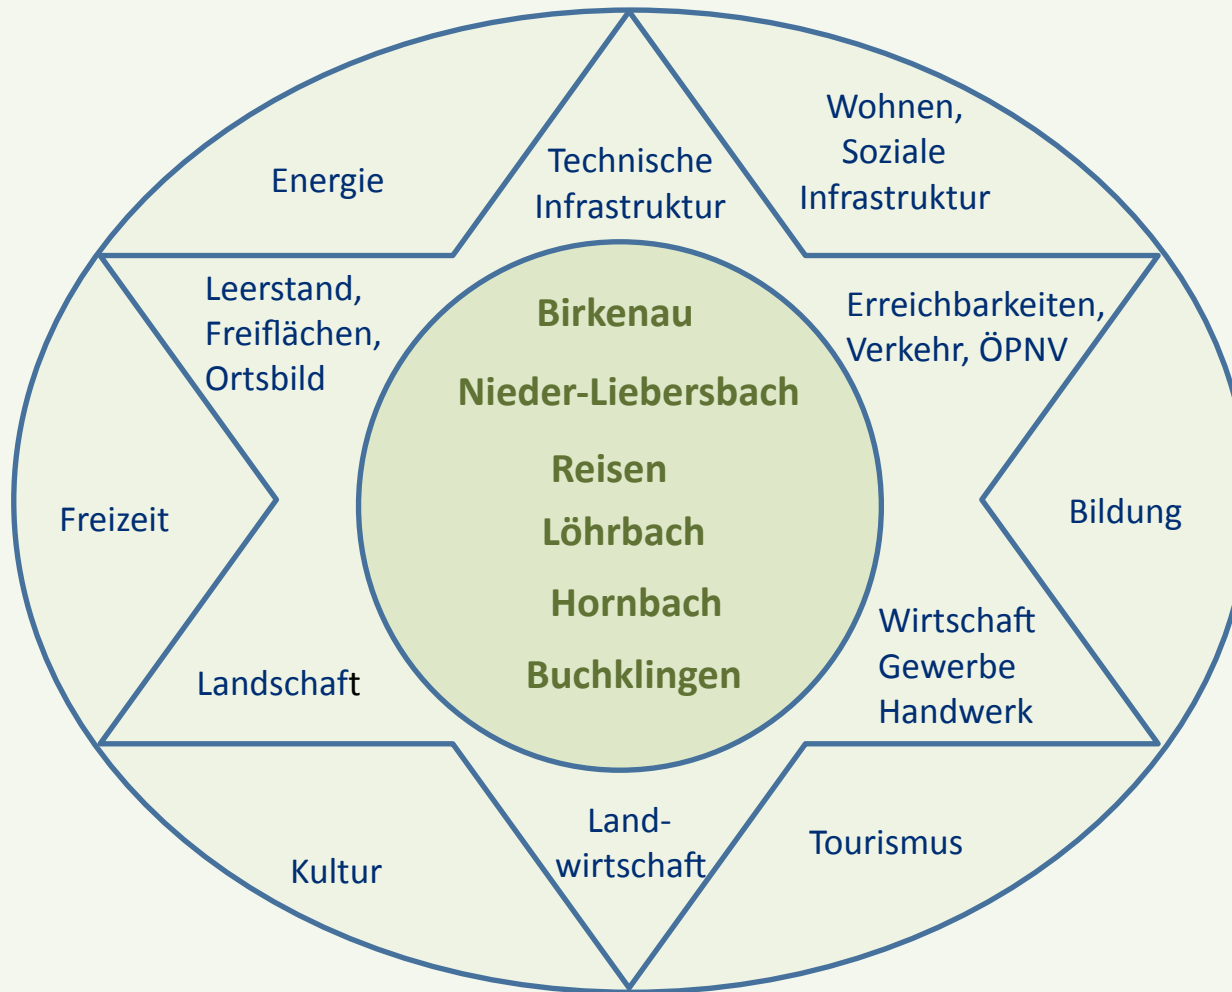 Wohnen,
Soziale
Infrastruktur
Technische
Infrastruktur
Energie
Leerstand,
Freiflächen,
Ortsbild
Erreichbarkeiten,
Verkehr, ÖPNV
Birkenau
Nieder-Liebersbach
Reisen
Löhrbach
Hornbach
Buchklingen
Freizeit
Bildung
Landschaft
Wirtschaft
Gewerbe
Handwerk
Kultur
Land-
wirtschaft
Tourismus